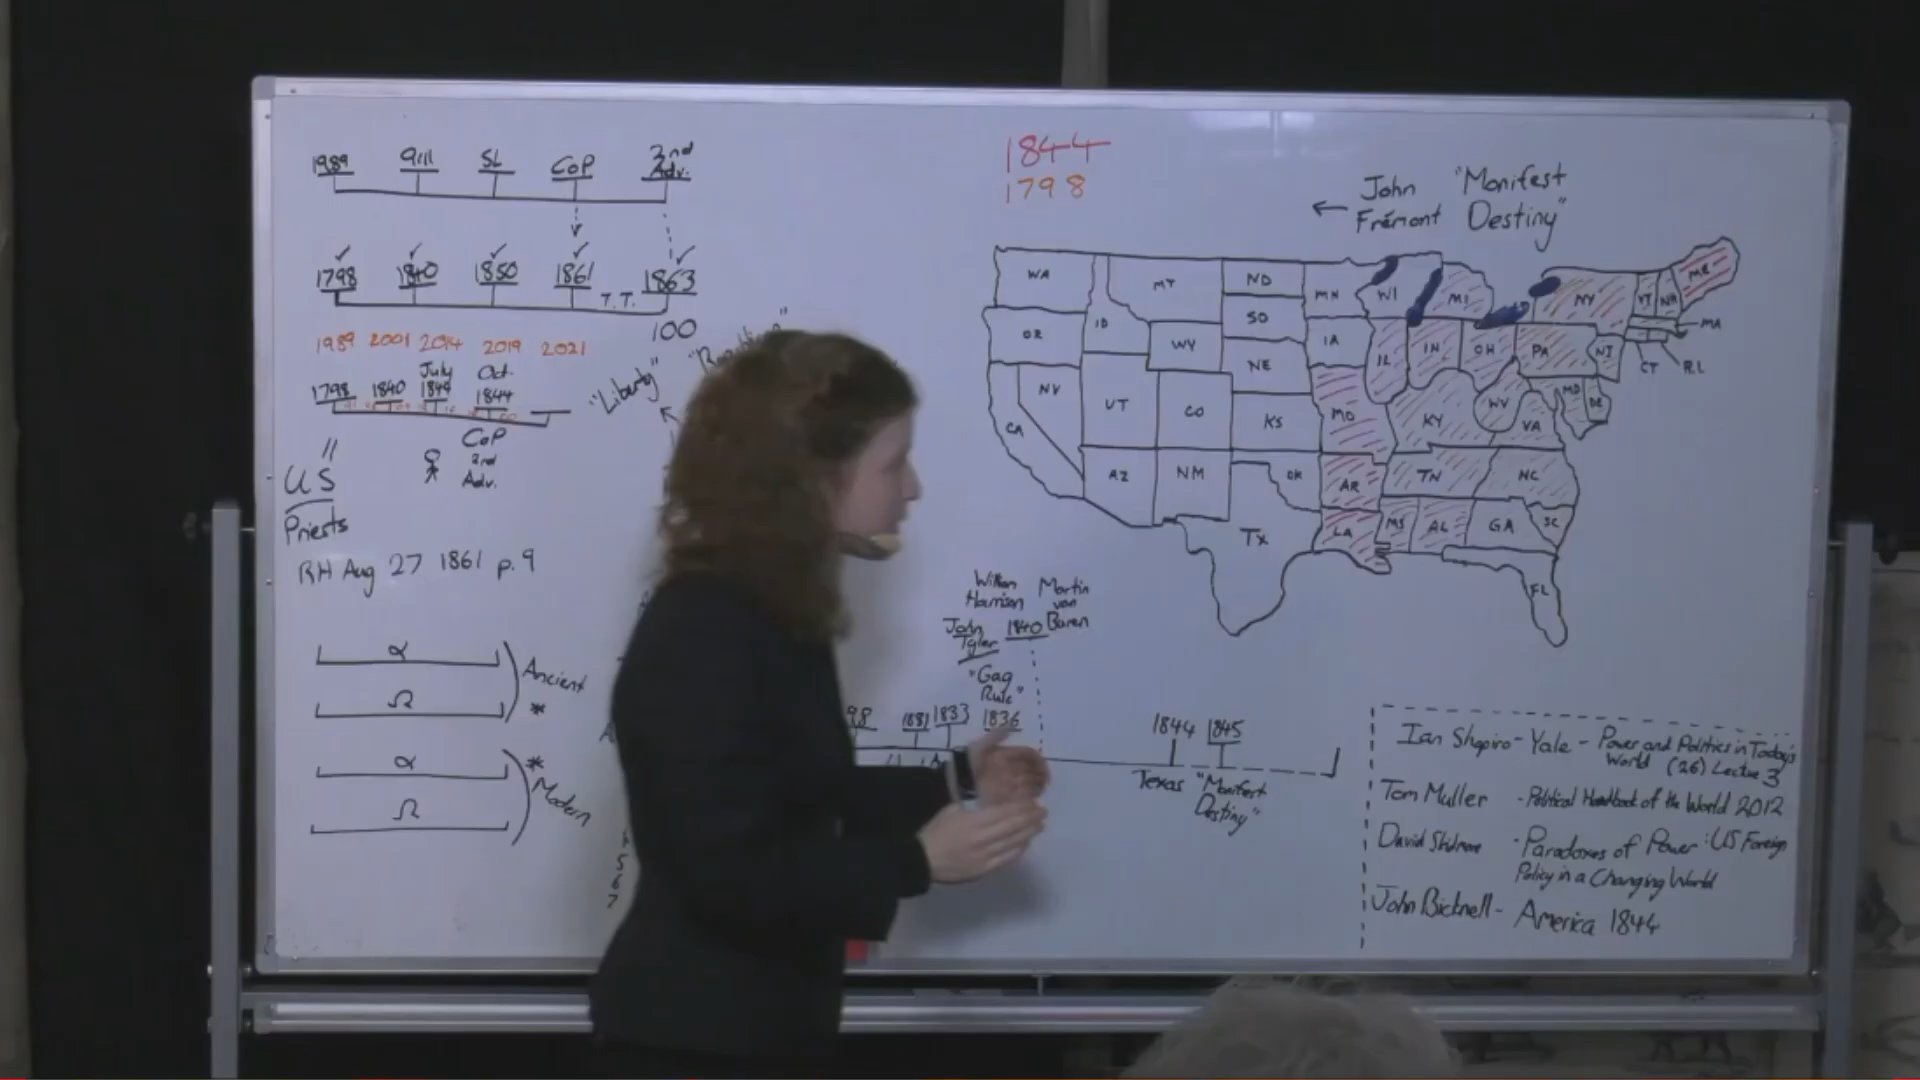 1989 9/11 SL CoP 2nd
Adv.
1798 1840 1850 1861 1863
T.T.
100
1989 2001 2014 2019 2021
1798 1840 July
1844 Oct.
1844
CoP
2nd
Adv.
"
US
Priests
RH Aug 27 1861 p. 9
α
Ω
Ancient
*
α
Ω
*
Modern
"Liberty"
5
6
7
1844
1798
← John
Frémont
"Manifest
Destiny"
WA
MT
ND
MN
WI
MI
NY
VT
NH
ME
OR
ID
WY
SD
IA
NE
IL
IN
OH
PA
NJ
MA
CT
R.I.
NV
UT
CO
KS
MO
KY
WV
VA
MD
DE
CA
AZ
NM
OK
AR
TN
NC
TX
LA
MS
AL
GA
SC
FL
William
Harrison
Martin
van
Buren
John
Tyler
1840
"Gag
Rule"
98 1831 1833 1836
1844 1845
Texas "Manifest
Destiny"
Ian Shapiro - Yale - Power and Politics in Today's
World (26) Lectue 3
Tom Muller - Political Handbook of the World 2012
David Skidmore - Paradoxes of Power: US Foreign
Policy in a Changing World
John Bicknell - America 1844